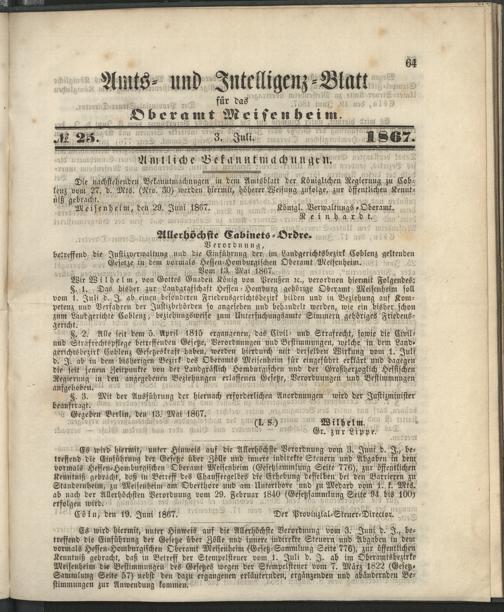 64
Amts- und Intelligenz-Blatt
für das
Oberamt Meisenheim.
№ 25. 3. Juli. 1867.
Amtliche Bekanntmachungen.
Die nachstehenden Bekanntmachungen in dem Amtsblatt der Königlichen Regierung zu Cob-
lenz vom 27. d. Mts. (Nro. 30) werden hiermit, höherer Weisung zufolge, zur öffentlichen Kennt-
niß gebracht.
Meisenheim, den 29. Juni 1867. Königl. Verwaltungs-Oberamt.
Reinhardt.
Allerhöchste Cabinets-Ordre.
Verordnung,
betreffend die Justizverwaltung und die Einführung der im Landgerichtsbezirk Coblenz geltenden
Gesetze in dem vormals Hessen-Homburgischen Oberamt Meisenheim.
Vom 13. Mai 1867.
Wir Wilhelm, von Gottes Gnaden König von Preußen ꝛc., verordnen hiermit Folgendes:
§. 1. Das bisher zur Landgrafschaft Hessen-Homburg gehörige Oberamt Meisenheim soll
vom 1. Juli d. J. ab einen besonderen Friedensgerichtsbezirk bilden und in Beziehung auf Kom-
petenz und Verfahren der Justizbehörden so angesehen und behandelt werden, wie ein bisher schon
zum Landgerichte Coblenz, beziehungsweise zum Untersuchungsamte Simmern gehöriges Friedens-
gericht.
§. 2. Alle seit dem 5. April 1815 ergangenen, das Civil- und Strafrecht, sowie die Civil-
und Strafrechtspflege betreffenden Gesetze, Verordnungen und Bestimmungen, welche in dem Land-
gerichtsbezirk Coblenz Gesetzeskraft haben, werden hierdurch mit derselben Wirkung vom 1. Juli
d. J. ab in dem bisherigen Bezirk des Oberamts Meisenheim für eingeführt erklärt und dagegen
die seit jenem Zeitpunkte von der Landgräflich Homburgischen und der Großherzoglich Hessischen
Regierung in den angegebenen Beziehungen erlassenen Gesetze, Verordnungen und Bestimmungen
aufgehoben.
§. 3. Mit der Ausführung der hiernach erforderlichen Anordnungen wird der Justizminister
beauftragt.
Gegeben Berlin, den 13. Mai 1867.
(L. S.) Wilhelm.
Gr. zur Lippe.
Es wird hiermit, unter Hinweis auf die Allerhöchste Verordnung vom 3. Juni d. J., be-
treffend die Einführung der Gesetze über Zölle und innere indirekte Steuern und Abgaben in dem
vormals Hessen-Homburgischen Oberamt Meisenheim (Gesetzsammlung Seite 776), zur öffentlichen
Kenntniß gebracht, daß in Betreff des Chausseegeldes die Erhebung desselben bei den Barrieren zu
Standernheim, zu Meisenheim am Oberthore und am Unterthore und zu Medard vom 1. k. Mts.
ab nach der Allerhöchsten Verordnung vom 29. Februar 1840 (Gesetzsammlung Seite 94 bis 100)
erfolgen wird.
Cöln, den 19. Juni 1867. Der Provinzial-Steuer-Director.
Es wird hiermit, unter Hinweis auf die Allerhöchste Verordnung vom 3. Juni d. J., be-
treffend die Einführung der Gesetze über Zölle und innere indirecte Steuern und Abgaben in dem
vormals Hessen-Homburgischen Oberamt Meisenheim (Gesetz-Sammlung Seite 776), zur öffentlichen
Kenntniß gebracht, daß in Betreff der Stempelsteuer vom 1. Juli d. J. ab im Oberamtsbezirke
Meisenheim die Bestimmungen des Gesetzes wegen der Stempelsteuer vom 7. März 1822 (Gesetz-
Sammlung Seite 57) nebst den dazu ergangenen erläuternden, ergänzenden und abändernden Be-
stimmungen zur Anwendung kommen.